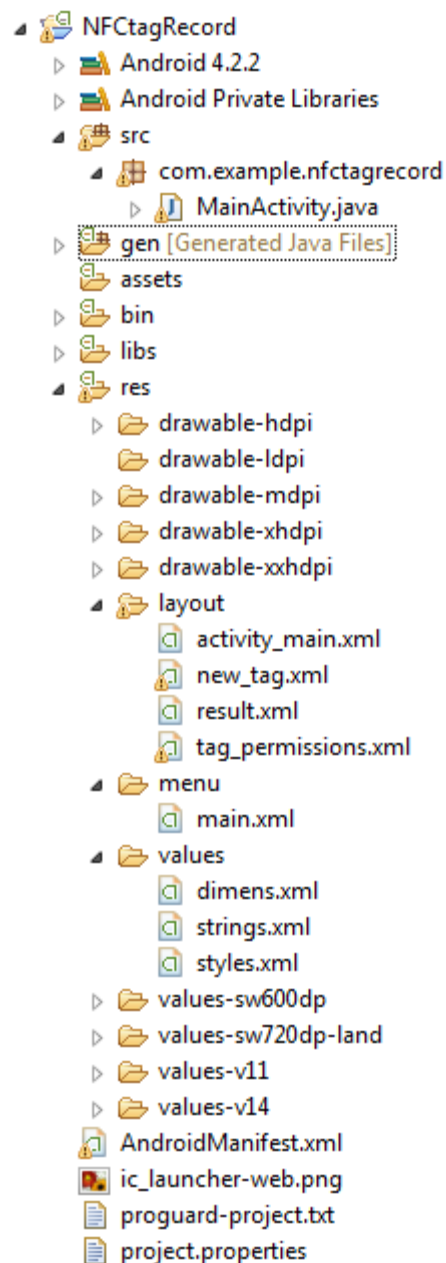 NFCtagRecord
Android 4.2.2
Android Private Libraries
src
com.example.nfctagrecord
MainActivity.java
gen [Generated Java Files]
assets
bin
libs
res
drawable-hdpi
drawable-ldpi
drawable-mdpi
drawable-xhdpi
drawable-xxhdpi
layout
activity_main.xml
new_tag.xml
result.xml
tag_permissions.xml
menu
main.xml
values
dimens.xml
strings.xml
styles.xml
values-sw600dp
values-sw720dp-land
values-v11
values-v14
AndroidManifest.xml
ic_launcher-web.png
proguard-project.txt
project.properties